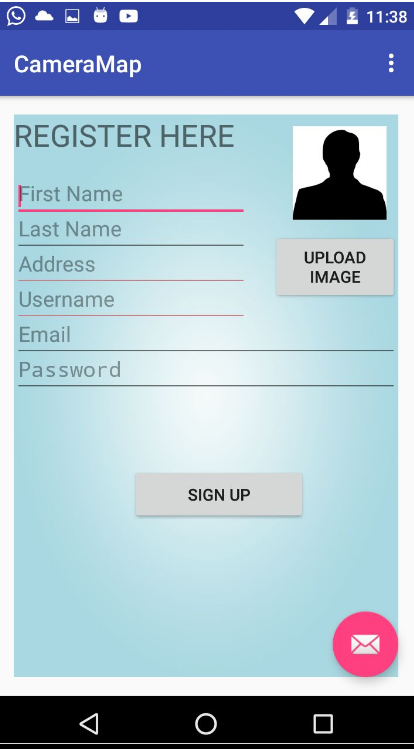 11:38
CameraMap
REGISTER HERE
First Name
Last Name
Address
Username
Email
Password
UPLOAD
IMAGE
SIGN UP